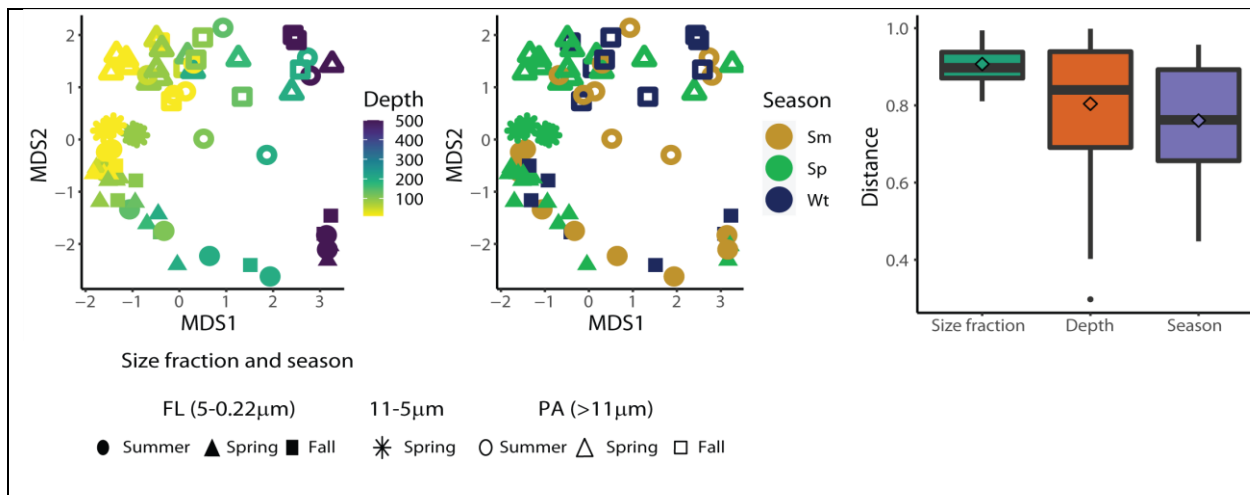 2
1
0
−1
−2
MDS2
−2 −1 0 1 2 3
MDS1
Depth
500
400
300
200
100
2
1
0
−1
−2
MDS2
−2 −1 0 1 2 3
MDS1
Season
Sm
Sp
Wt
1.0
0.8
0.6
0.4
Distance
Size fraction Depth Season
Size fraction and season
FL (5-0.22μm) 11-5μm PA (>11μm)
Summer Spring Fall Spring Summer Spring Fall